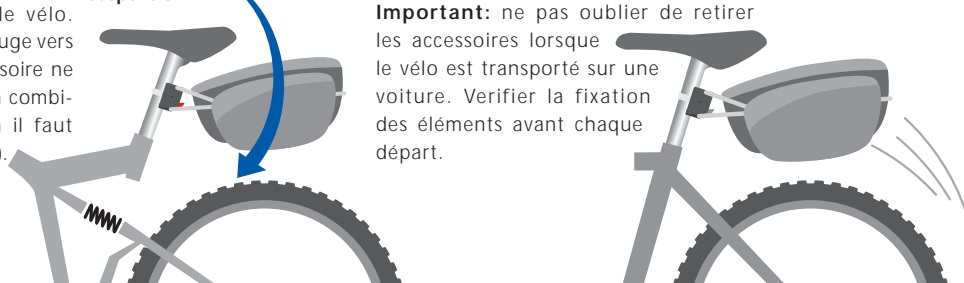 le vélo.
uge vers
soire ne
combi-
il faut
).
Important: ne pas oublier de retirer
les accessoires lorsque
le vélo est transporté sur une
voiture. Verifier la fixation
des éléments avant chaque
départ.